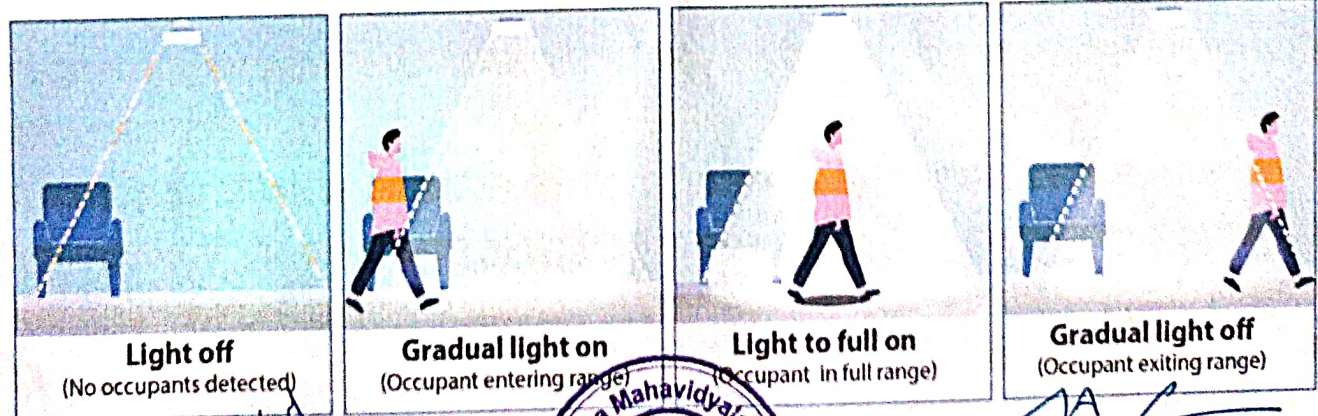 Light off
(No occupants detected)
Gradual light on
(Occupant entering range)
Light to full on
(Occupant in full range)
Gradual light off
(Occupant exiting range)
Mahavidya